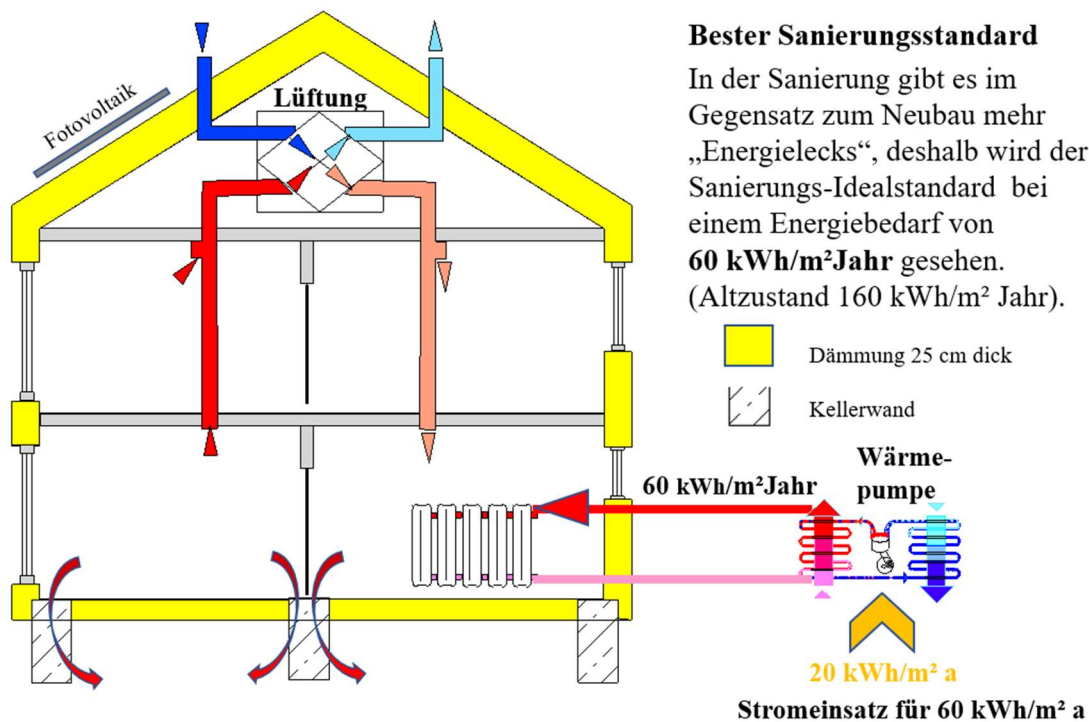 Bester Sanierungsstandard
In der Sanierung gibt es im
Gegensatz zum Neubau mehr
„Energielecks“, deshalb wird der
Sanierungs-Idealstandard bei
einem Energiebedarf von
60 kWh/m²Jahr gesehen.
(Altzustand 160 kWh/m² Jahr).
Fotovoltaik
Lüftung
Dämmung 25 cm dick
Kellerwand
Wärme-
pumpe
60 kWh/m²Jahr
20 kWh/m² a
Stromeinsatz für 60 kWh/m² a